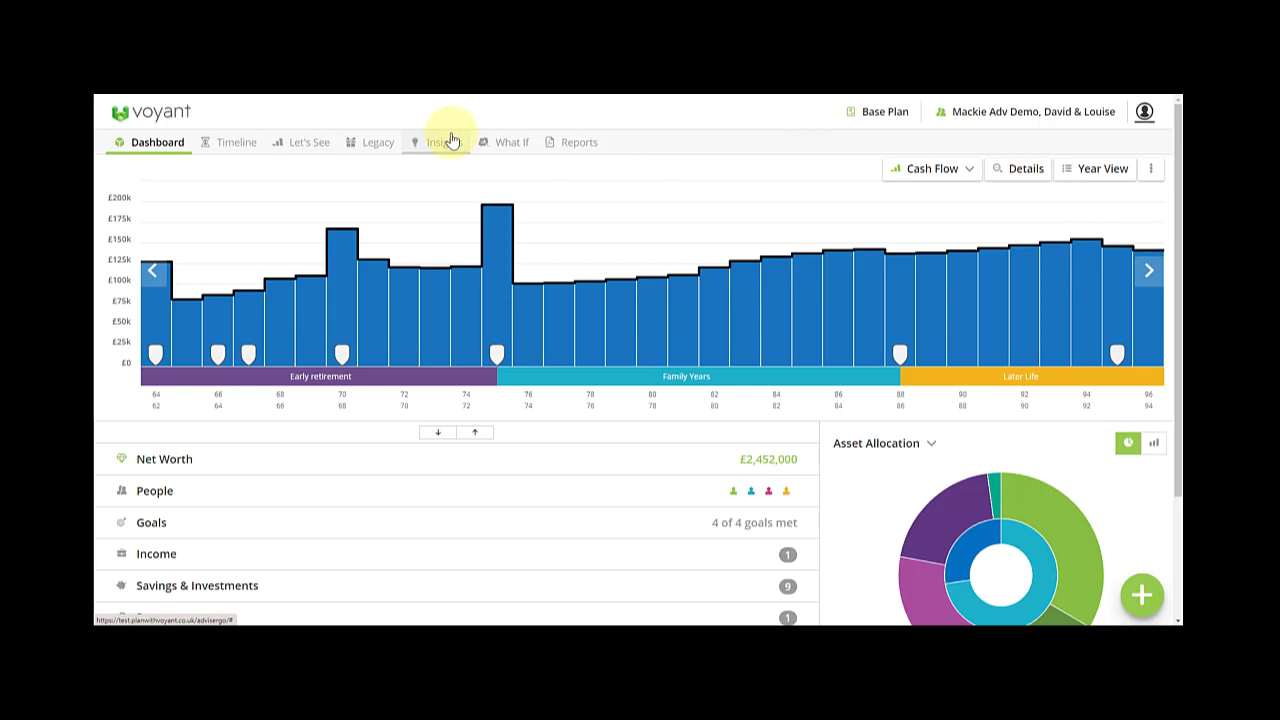 voyant
Base Plan
Mackie Adv Demo, David & Louise
Dashboard Timeline Let's See Legacy What If Reports
Cash Flow Details Year View
£200k
£175k
£150k
£125k
£100k
£75k
£50k
£25k
£0
Early retirement Family Years Later Life
64 66 68 70 72 74 76 78 80 82 84 86 88 90 92 94 96
62 64 66 68 70 72 74 76 78 80 82 84 86 88 90 92 94
Net Worth £2,452,000
People
Goals 4 of 4 goals met
Income 1
Savings & Investments 9
1
Asset Allocation
https://test.planwithvoyant.co.uk/advisergo/#